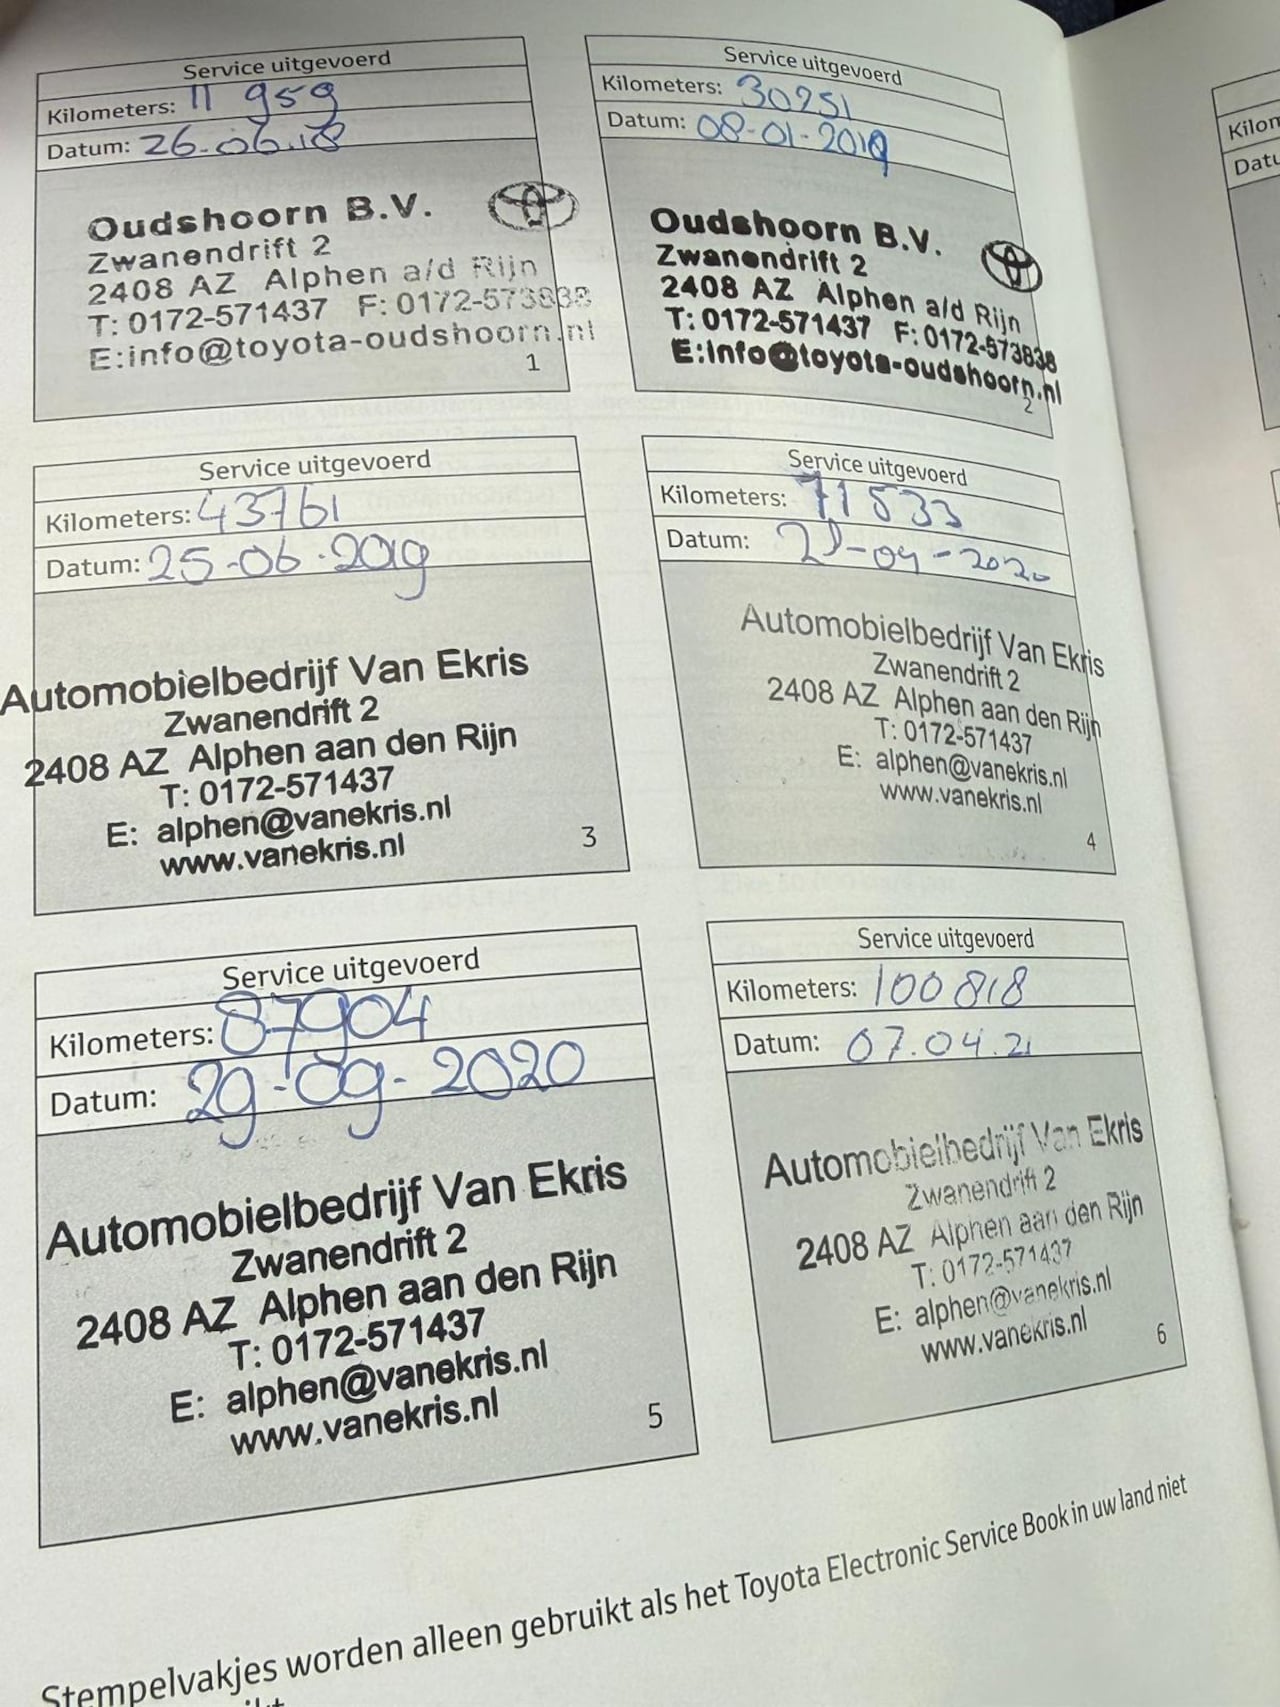 Service uitgevoerd
Kilometers: 11 959
Datum: 26-06.18
Oudshoorn B.V.
Zwanendrift 2
2408 AZ Alphen a/d Rijn
T: 0172-571437 F: 0172-573838
E:info@toyota-oudshoorn.nl
1
Service uitgevoerd
Kilometers: 30951
Datum: 08-01-2019
Oudshoorn B.V.
Zwanendrift 2
2408 AZ Alphen a/d Rijn
T: 0172-571437 F: 0172-573838
E:info@toyota-oudshoorn.nl
2
Service uitgevoerd
Kilometers: 43761
Datum: 25-06-2019
Automobielbedrijf Van Ekris
Zwanendrift 2
2408 AZ Alphen aan den Rijn
T: 0172-571437
E: alphen@vanekris.nl
www.vanekris.nl
3
Service uitgevoerd
Kilometers: 71533
Datum: -04-2020
Automobielbedrijf Van Ekris
Zwanendrift 2
2408 AZ Alphen aan den Rijn
T: 0172-571437
E: alphen@vanekris.nl
www.vanekris.nl
4
Service uitgevoerd
Kilometers: 87904
Datum: 29-09-2020
Automobielbedrijf Van Ekris
Zwanendrift 2
2408 AZ Alphen aan den Rijn
T: 0172-571437
E: alphen@vanekris.nl
www.vanekris.nl
5
Service uitgevoerd
Kilometers: 100818
Datum: 07.04.21
Automobielbedrijf Van Ekris
Zwanendrift 2
2408 AZ Alphen aan den Rijn
T: 0172-571437
E: alphen@vanekris.nl
www.vanekris.nl
6
Stempelvakjes worden alleen gebruikt als het Toyota Electronic Service Book in uw land niet
Kilom
Datu